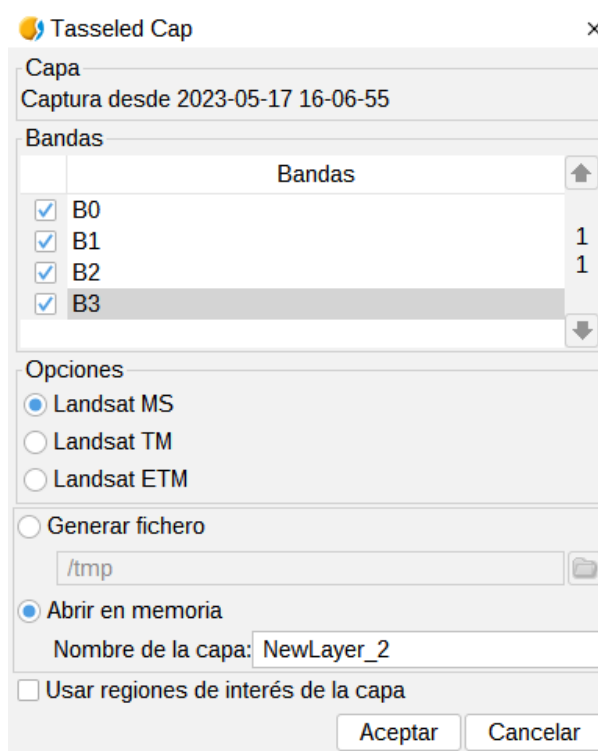 Tasseled Cap
Capa
Captura desde 2023-05-17 16-06-55
Bandas
Bandas
B0
B1
B2
B3
1
1
Opciones
Landsat MS
Landsat TM
Landsat ETM
Generar fichero
/tmp
Abrir en memoria
Nombre de la capa: NewLayer_2
Usar regiones de interés de la capa
Aceptar Cancelar